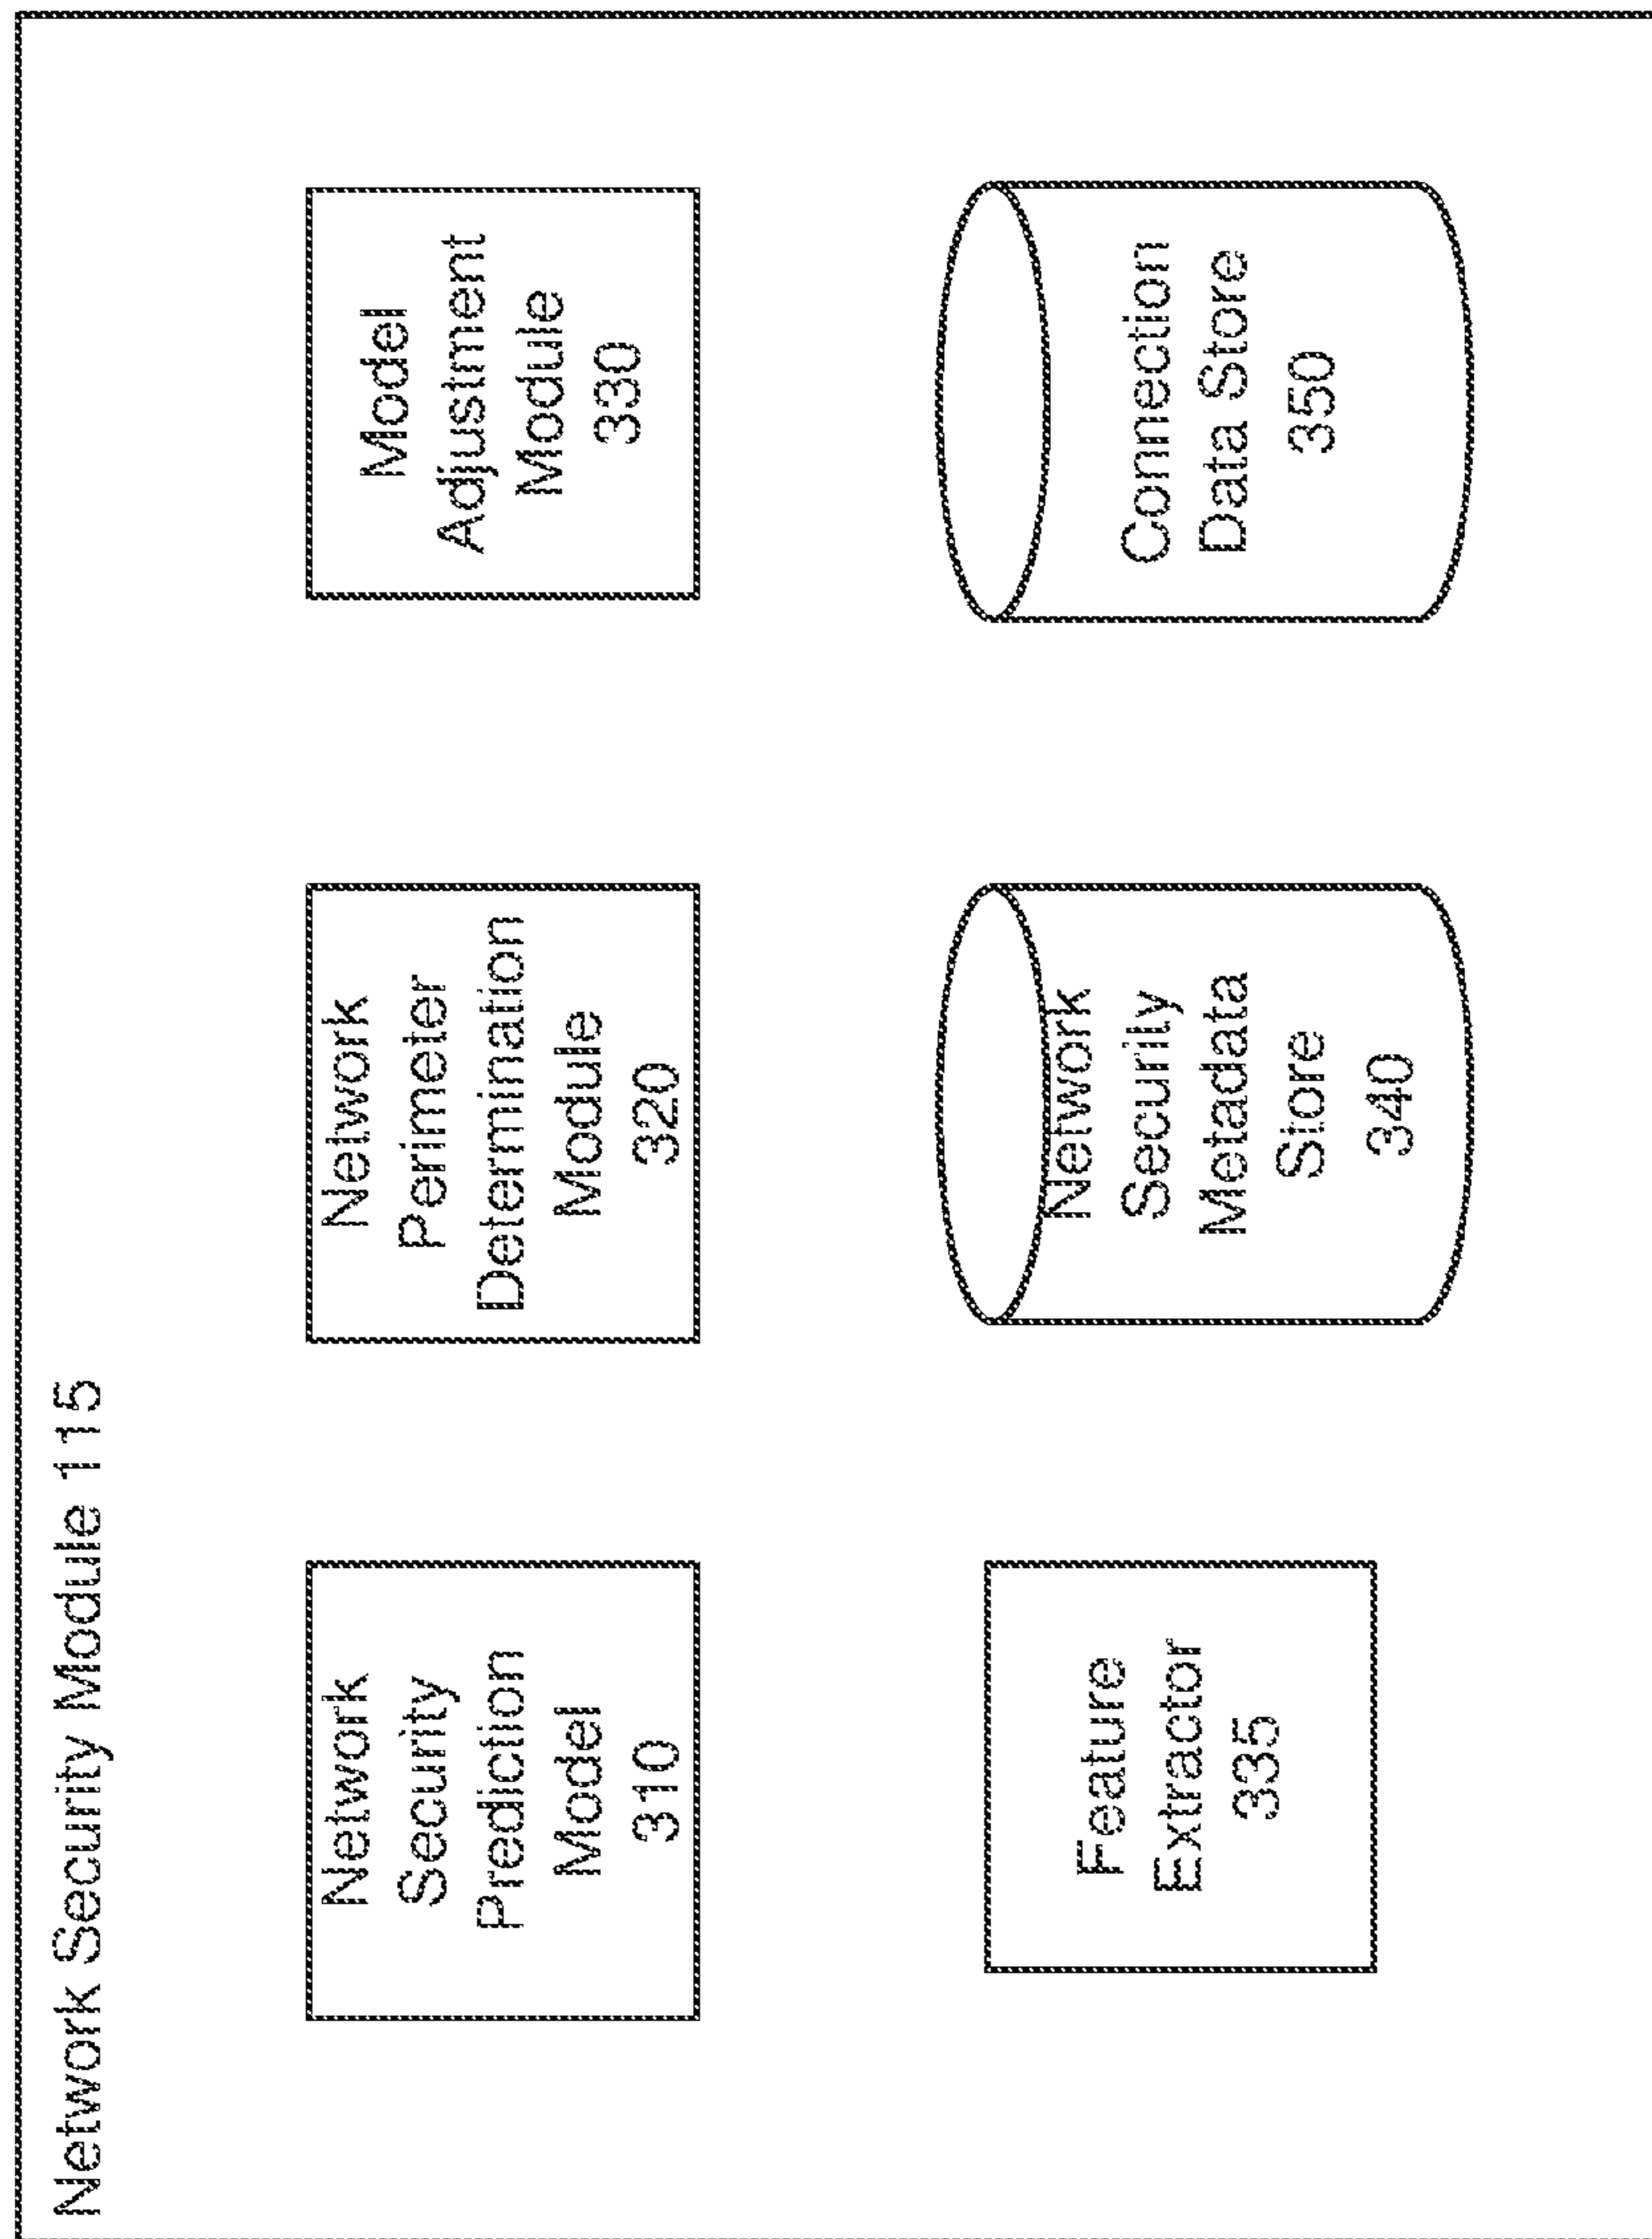 Network Security Module 115
Network
Security
Prediction
Model
310
Network
Perimeter
Determination
Module
320
Model
Adjustment
Module
330
Feature
Extractor
335
Network
Security
Metadata
Store
340
Connection
Data Store
350